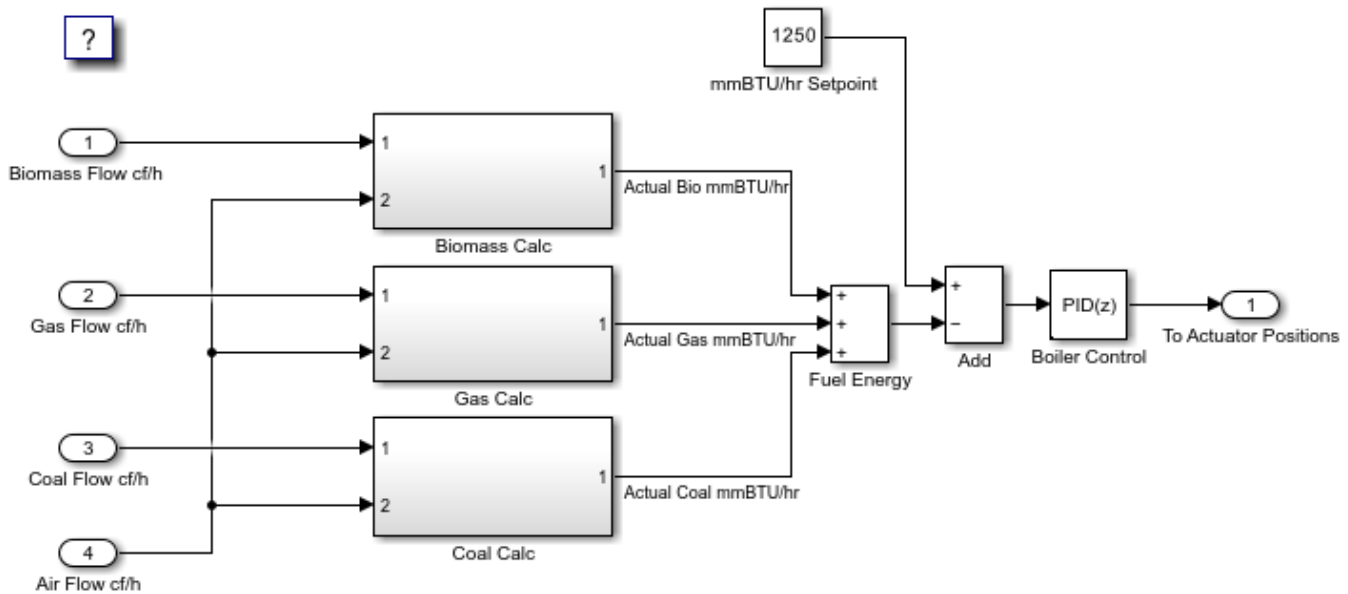 ?
1250
mmBTU/hr Setpoint
1
Biomass Flow cf/h
1
2
1
Biomass Calc
Actual Bio mmBTU/hr
2
Gas Flow cf/h
1
2
1
Gas Calc
Actual Gas mmBTU/hr
+
+
+
Fuel Energy
+
−
Add
PID(z)
Boiler Control
1
To Actuator Positions
3
Coal Flow cf/h
1
2
1
Coal Calc
Actual Coal mmBTU/hr
4
Air Flow cf/h